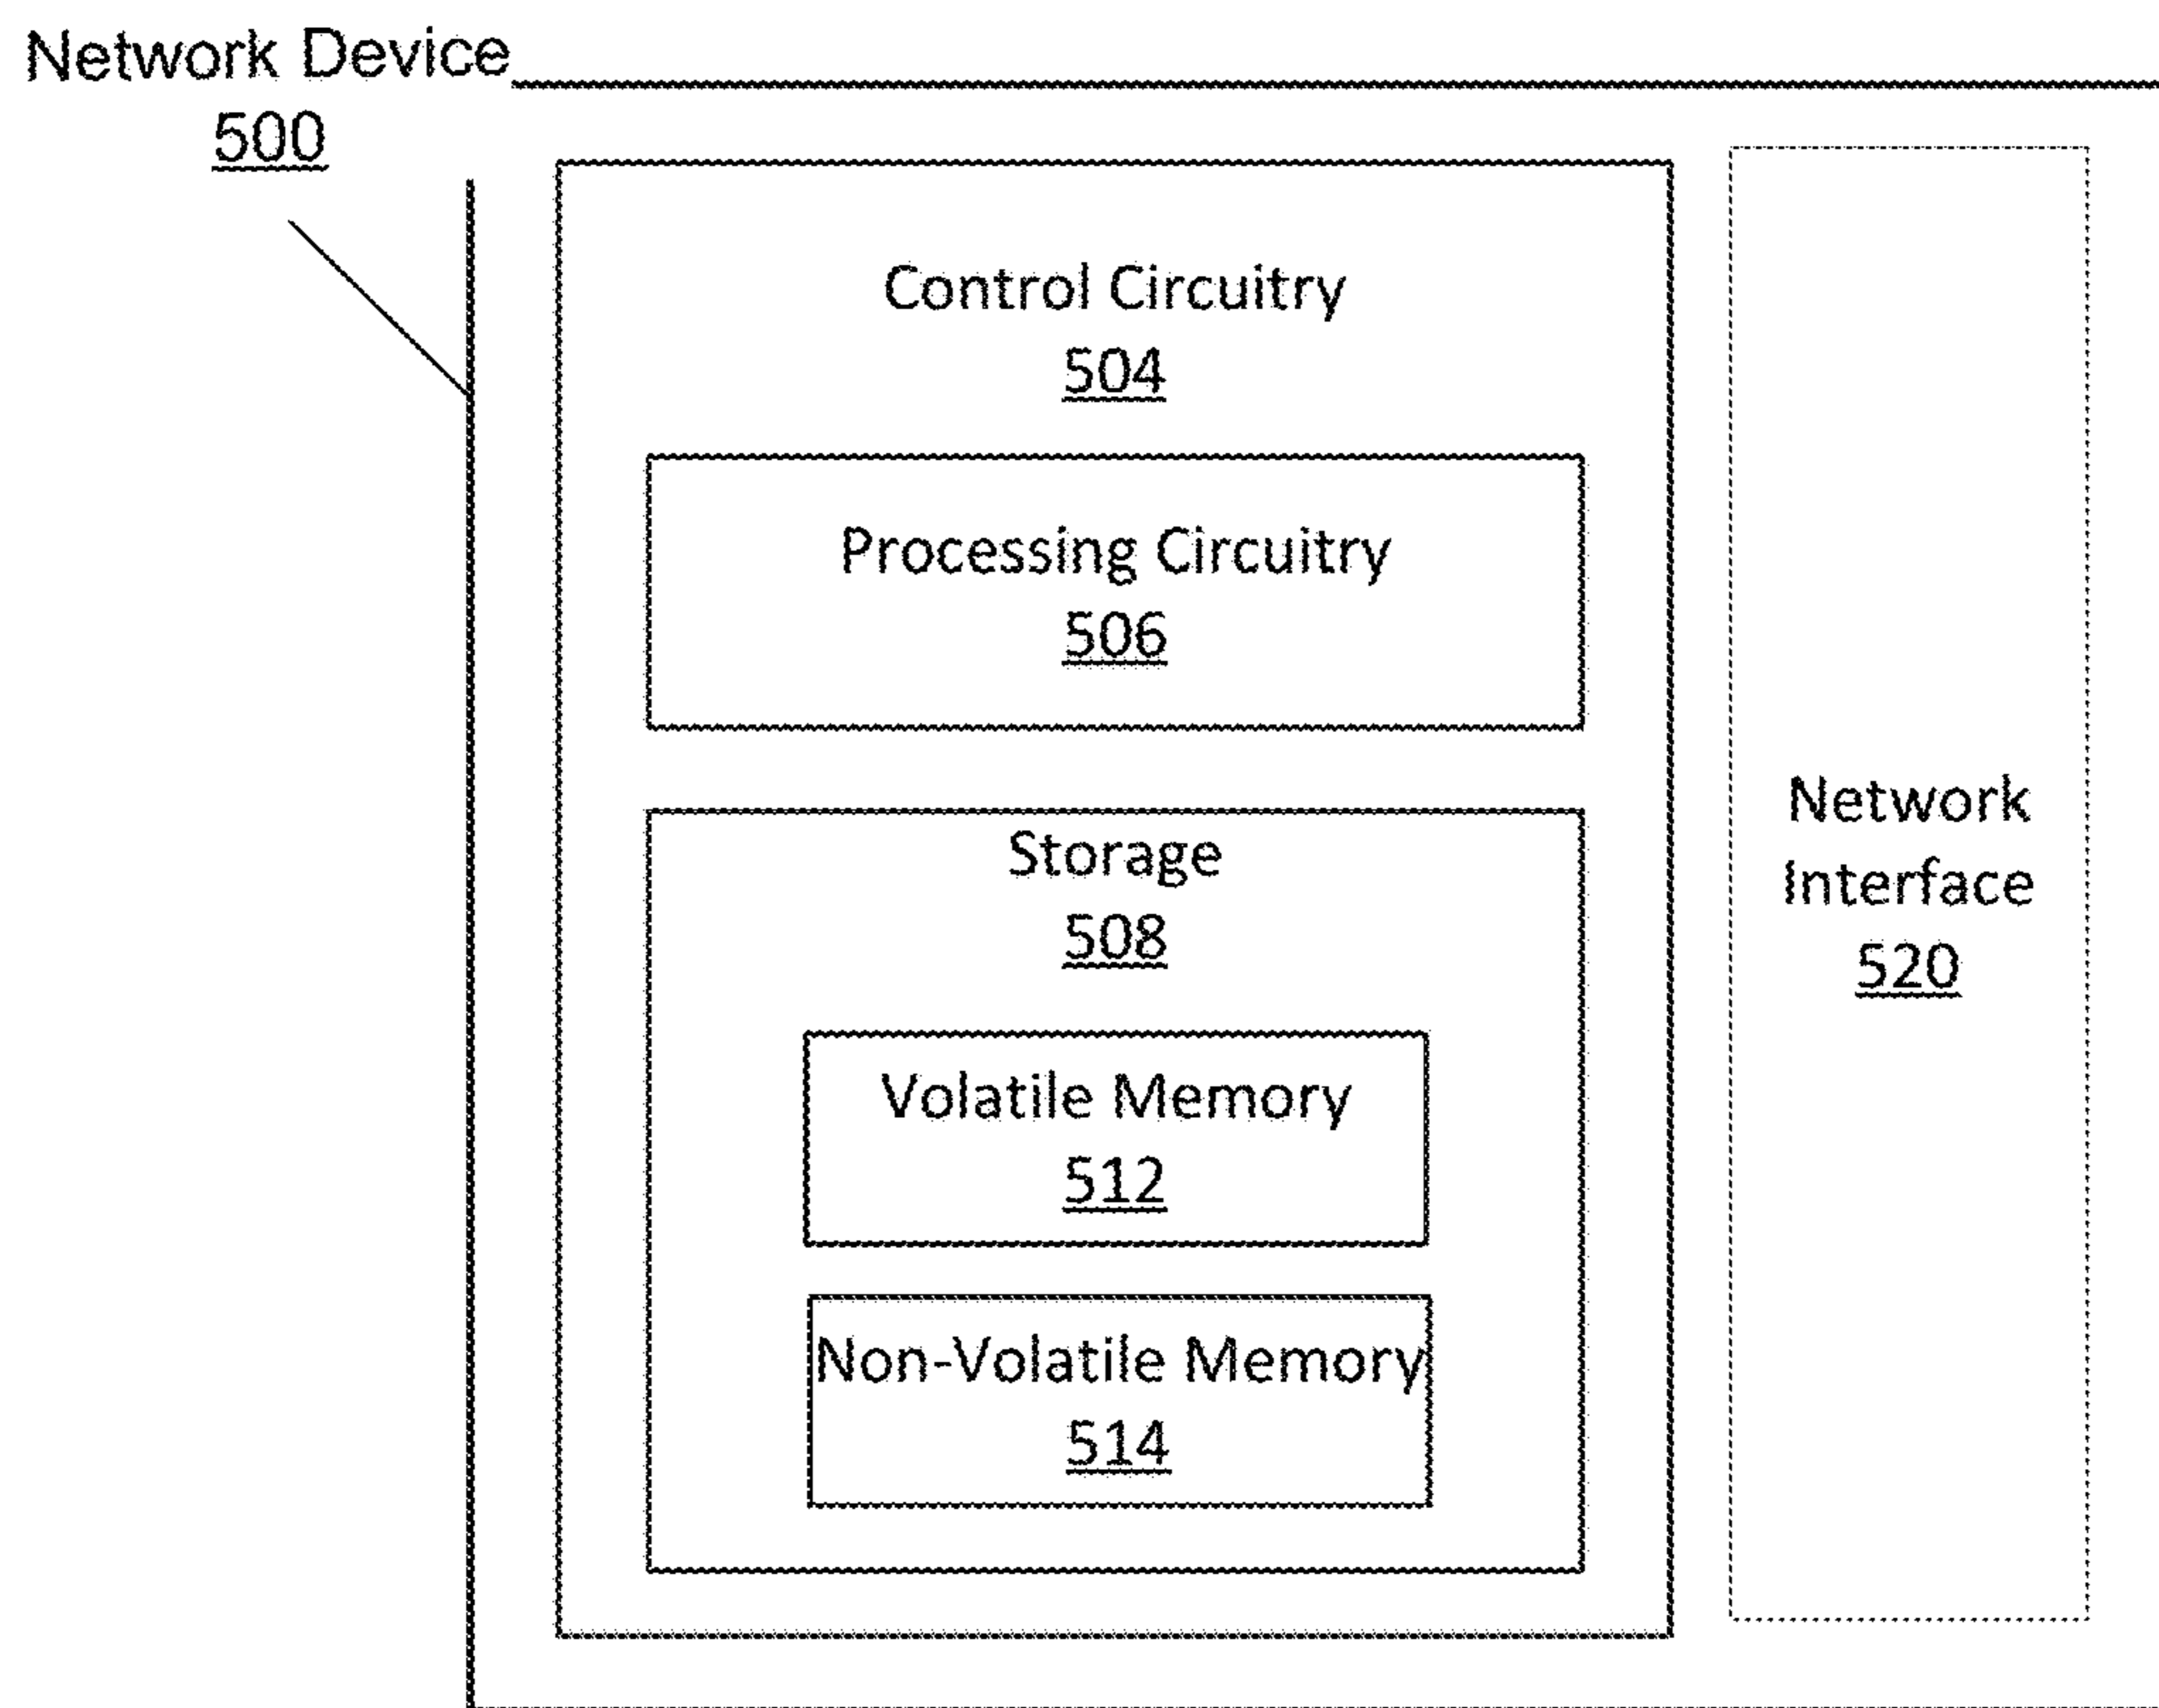 Network Device
500
Control Circuitry
504
Processing Circuitry
506
Storage
508
Volatile Memory
512
Non-Volatile Memory
514
Network
Interface
520